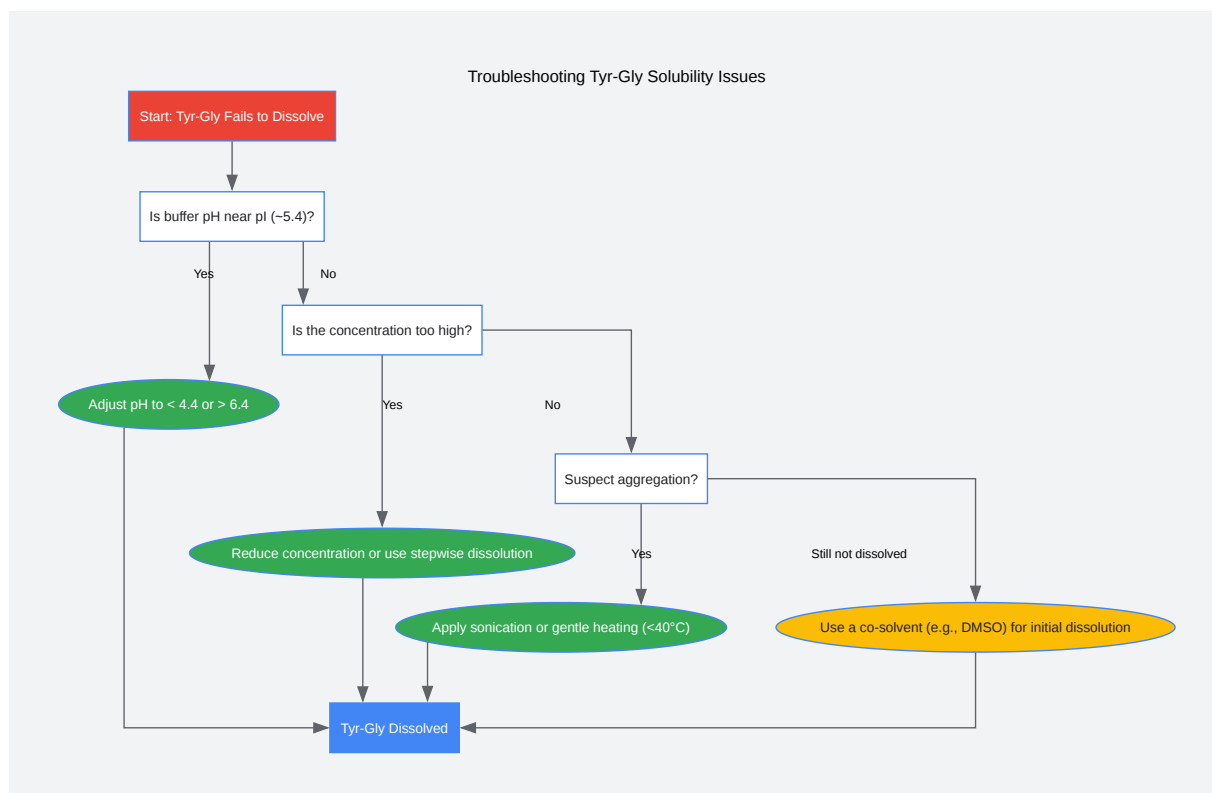 Troubleshooting Tyr-Gly Solubility Issues
Start: Tyr-Gly Fails to Dissolve
Is buffer pH near pI (~5.4)?
Yes
No
Is the concentration too high?
Adjust pH to < 4.4 or > 6.4
Yes
No
Suspect aggregation?
Reduce concentration or use stepwise dissolution
Yes
Still not dissolved
Apply sonication or gentle heating (<40°C)
Use a co-solvent (e.g., DMSO) for initial dissolution
Tyr-Gly Dissolved